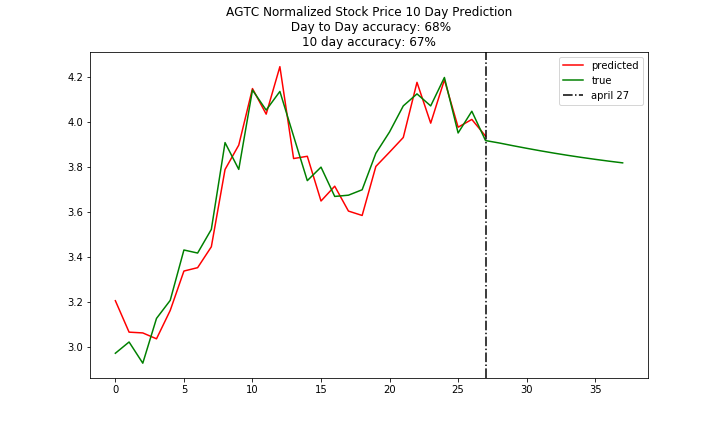 AGTC Normalized Stock Price 10 Day Prediction
Day to Day accuracy: 68%
10 day accuracy: 67%
predicted
true
april 27
4.2
4.0
3.8
3.6
3.4
3.2
3.0
0 5 10 15 20 25 30 35